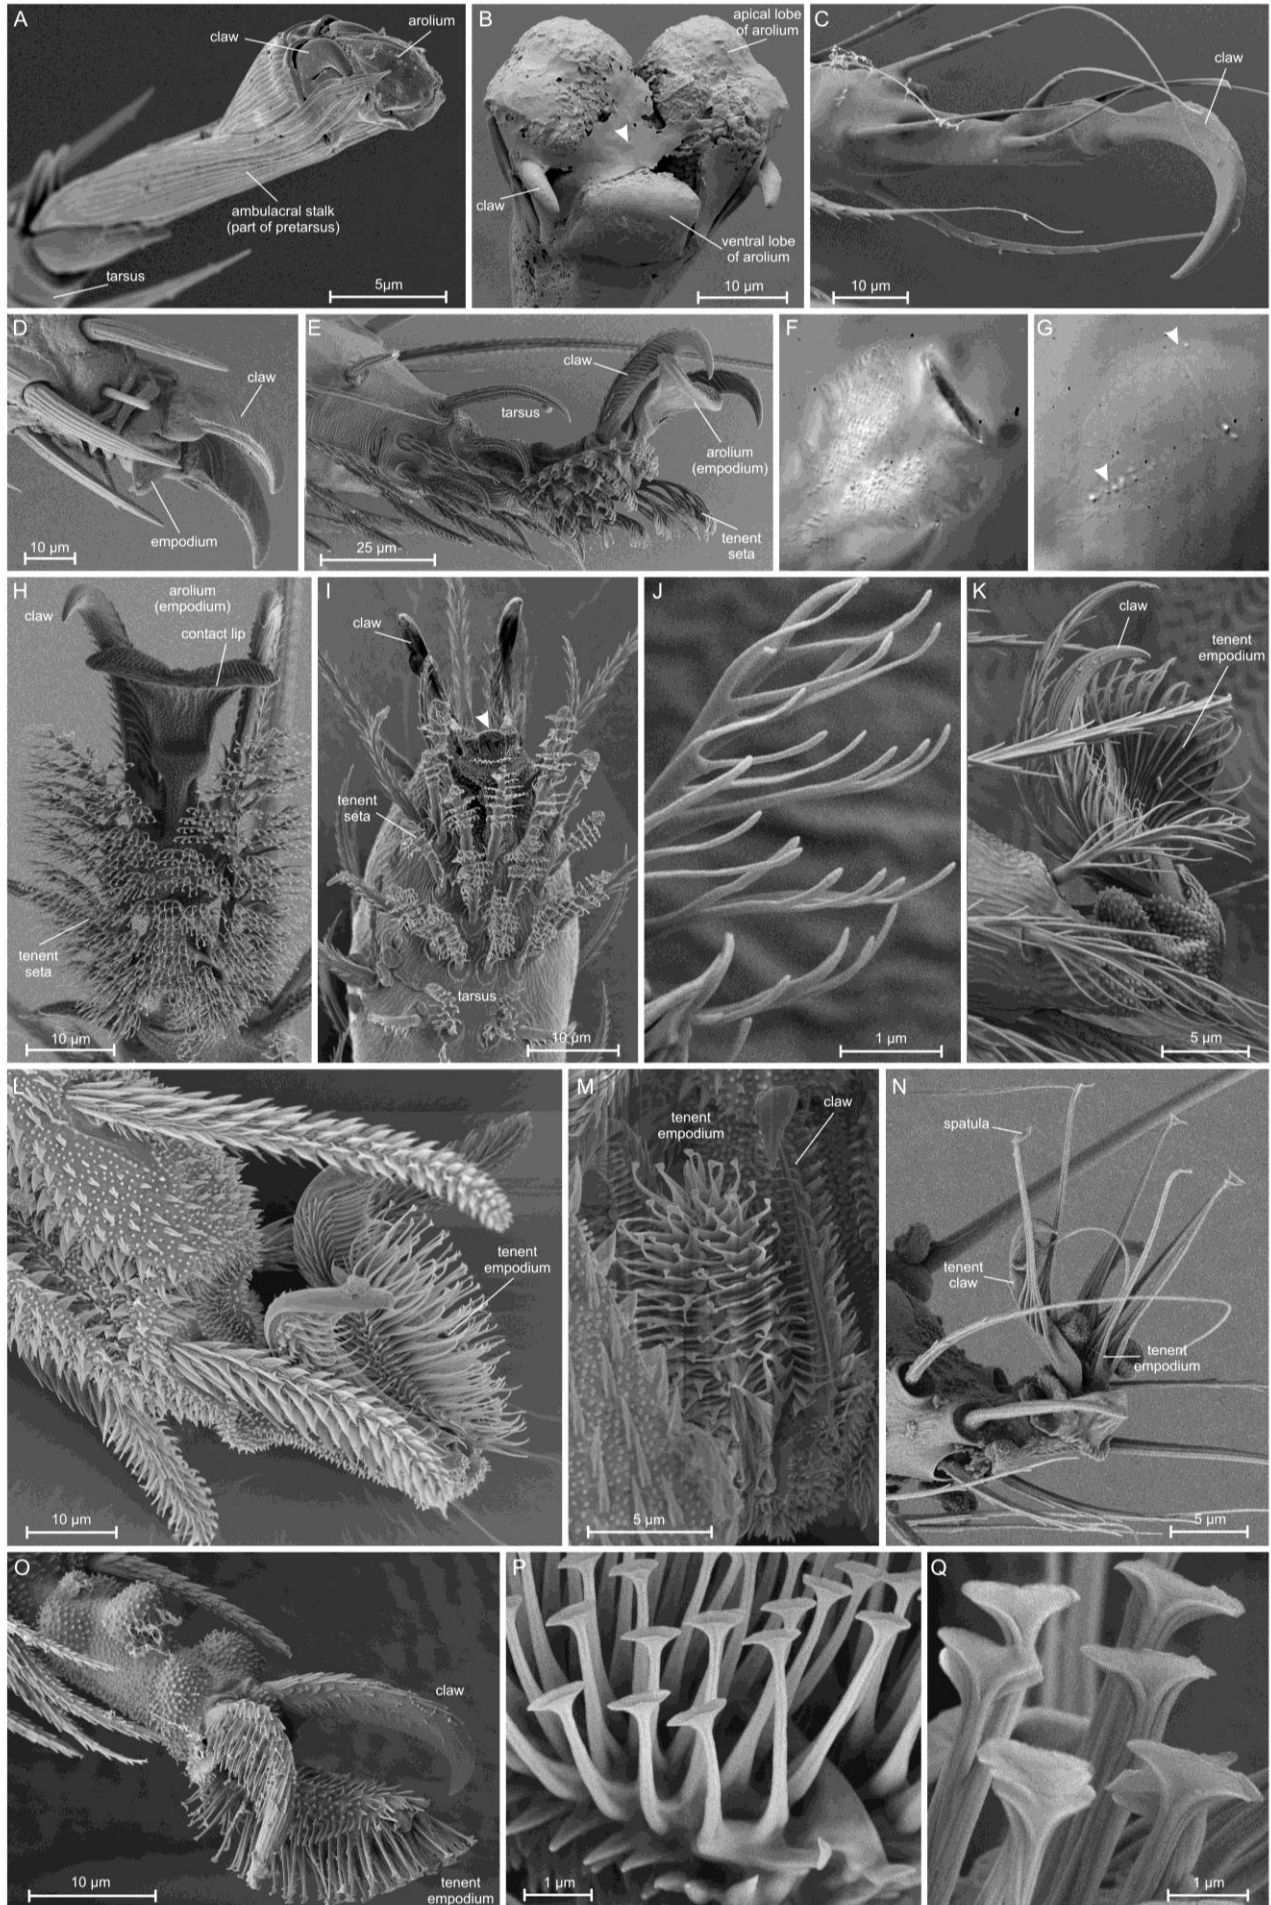 A
claw
arolium
ambulacral stalk
(part of pretarsus)
tarsus
5µm
B
apical lobe
of arolium
claw
ventral lobe
of arolium
10 µm
C
claw
10 µm
D
claw
empodium
10 µm
E
claw
tarsus
arolium
(empodium)
tenent
seta
25 µm
F
G
H
arolium
(empodium)
claw
contact lip
tenent
seta
10 µm
I
claw
tenent
seta
tarsus
10 µm
J
1 µm
K
claw
tenent
empodium
5 µm
L
tenent
empodium
10 µm
M
tenent
empodium
claw
5 µm
N
spatula
tenent
claw
tenent
empodium
5 µm
O
claw
tenent
empodium
10 µm
P
1 µm
Q
1 µm